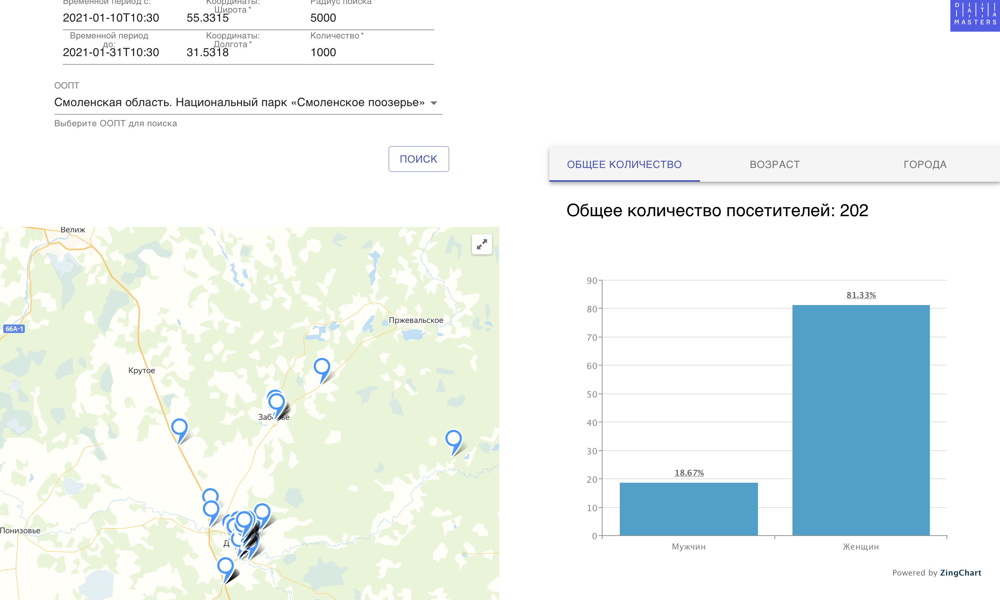 Временной период с:
Координаты:
Широта *
Радиус поиска *
2021-01-10T10:30
55.3315
5000
Временной период
до:
Координаты:
Долгота *
Количество *
2021-01-31T10:30
31.5318
1000
ООПТ
Смоленская область. Национальный парк «Смоленское поозерье»
Выберите ООПТ для поиска
ПОИСК
DATA
MASTERS
ОБЩЕЕ КОЛИЧЕСТВО
ВОЗРАСТ
ГОРОДА
Общее количество посетителей: 202
Велиж
66А-1
Пржевальское
Крутое
Понизовье
90
80
70
60
50
40
30
20
10
0
18.67%
81.33%
Мужчин
Женщин
Powered by ZingChart